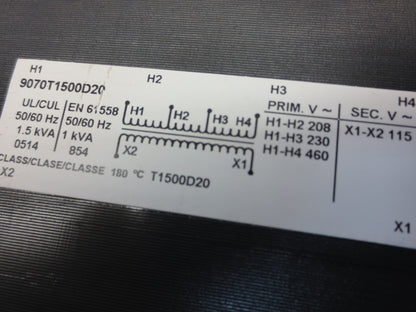 H1 H2 H3 H4
9070T1500D20
UL/CUL EN 61558
50/60 Hz 50/60 Hz
1.5 kVA 1 kVA
0514 854
H1 H2 H3 H4
X2 X1
PRIM. V ~ SEC. V ~
H1-H2 208 X1-X2 115
H1-H3 230
H1-H4 460
CLASS/CLASE/CLASSE 180 °C T1500D20
X2 X1